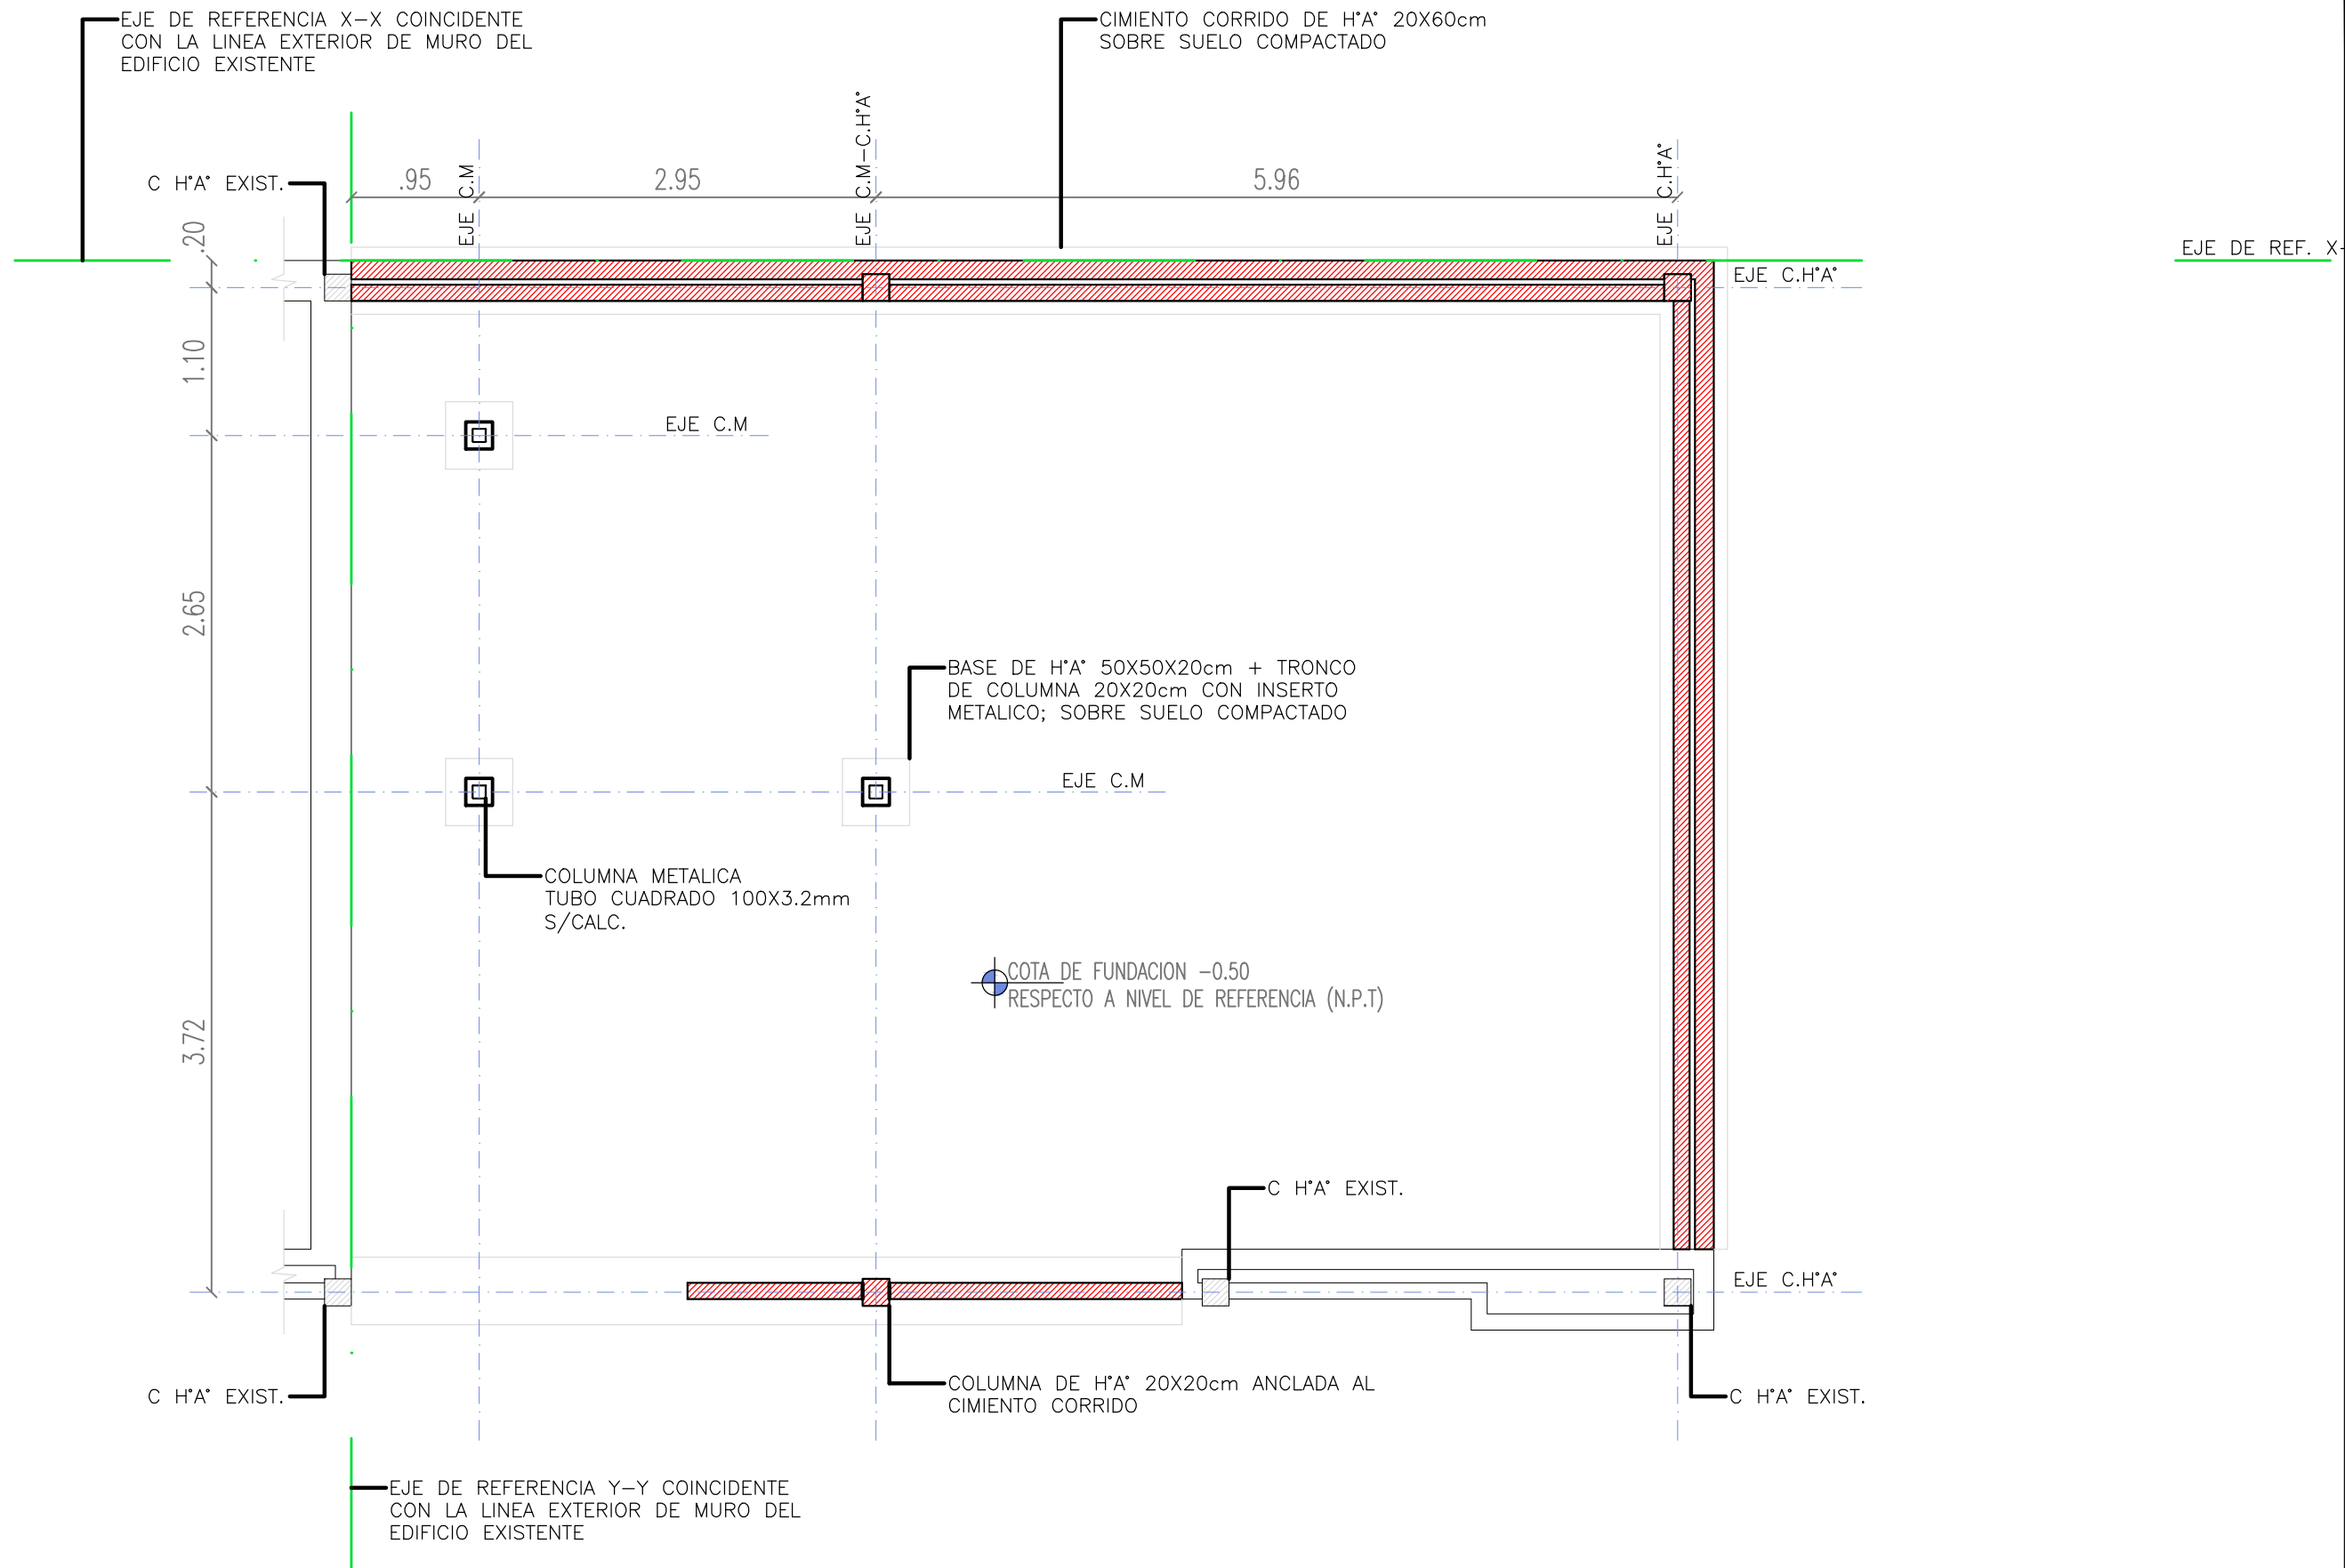 EJE DE REFERENCIA X-X COINCIDENTE
CON LA LINEA EXTERIOR DE MURO DEL
EDIFICIO EXISTENTE
CIMIENTO CORRIDO DE H°A° 20X60cm
SOBRE SUELO COMPACTADO
C H°A° EXIST.
.95
EJE C.M
2.95
EJE C.M-C.H°A°
5.96
EJE C.H°A°
EJE DE REF. X-
EJE C.H°A°
.20
1.10
EJE C.M
2.65
BASE DE H°A° 50X50X20cm + TRONCO
DE COLUMNA 20X20cm CON INSERTO
METALICO; SOBRE SUELO COMPACTADO
EJE C.M
COLUMNA METALICA
TUBO CUADRADO 100X3.2mm
S/CALC.
COTA DE FUNDACION -0.50
RESPECTO A NIVEL DE REFERENCIA (N.P.T)
3.72
C H°A° EXIST.
EJE C.H°A°
C H°A° EXIST.
COLUMNA DE H°A° 20X20cm ANCLADA AL
CIMIENTO CORRIDO
C H°A° EXIST.
EJE DE REFERENCIA Y-Y COINCIDENTE
CON LA LINEA EXTERIOR DE MURO DEL
EDIFICIO EXISTENTE